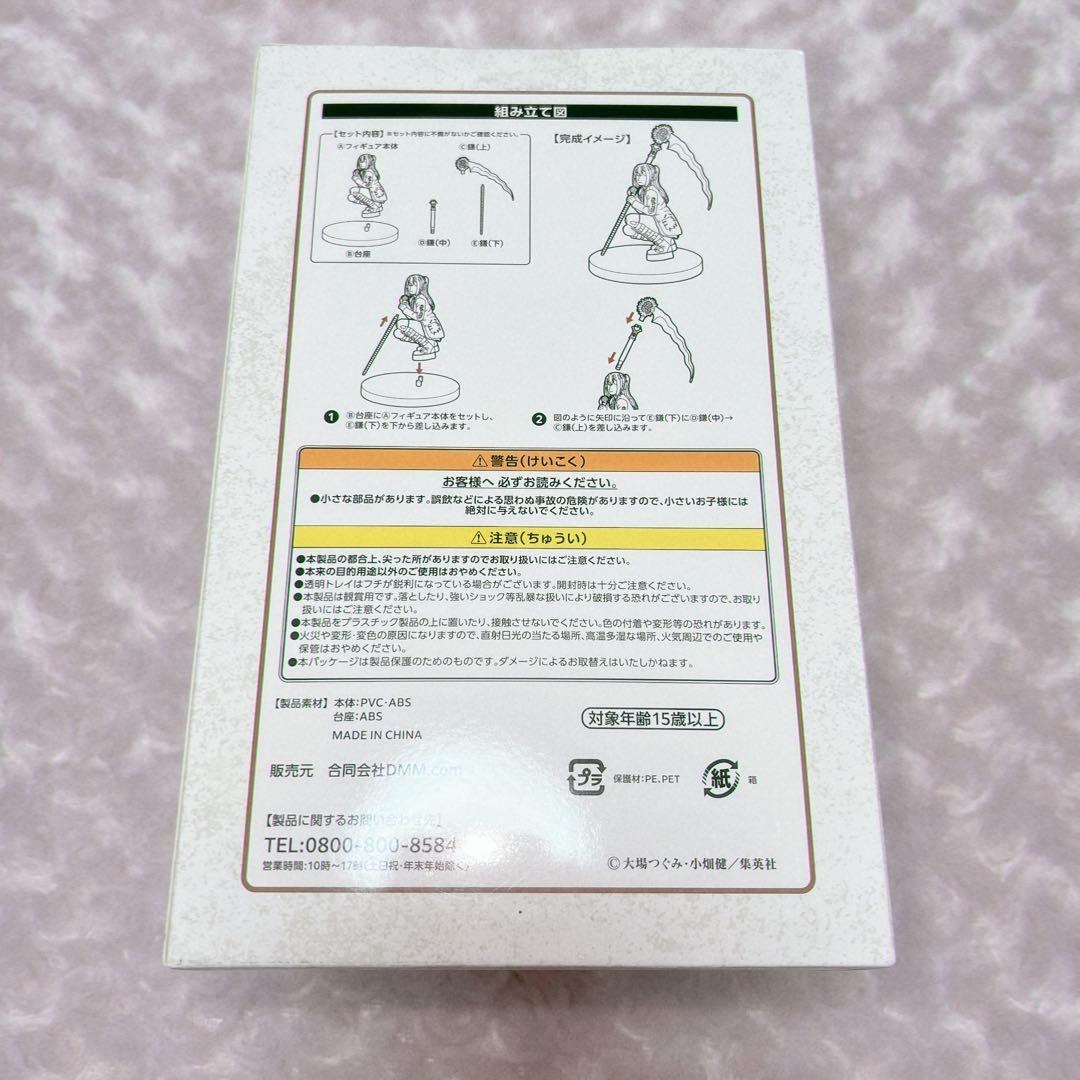 組み立て図
【セット内容】※セット内容に不備がないかご確認ください。
Ⓐフィギュア本体
Ⓒ鎌(上)
Ⓓ鎌(中)
Ⓔ鎌(下)
Ⓑ台座
【完成イメージ】
❶ Ⓑ台座にⒶフィギュア本体をセットし、
Ⓔ鎌(下)を下から差し込みます。
❷ 図のように矢印に沿ってⒺ鎌(下)にⒹ鎌(中)→
Ⓒ鎌(上)を差し込みます。
⚠警告(けいこく)
お客様へ 必ずお読みください。
●小さな部品があります。誤飲などによる思わぬ事故の危険がありますので、小さいお子様には
絶対に与えないでください。
⚠注意(ちゅうい)
●本製品の都合上、尖った所がありますのでお取り扱いにはご注意ください。
●本来の目的用途以外のご使用はおやめください。
●透明トレイはフチが鋭利になっている場合がございます。開封時は十分ご注意ください。
●本製品は観賞用です。落としたり、強いショック等乱暴な扱いにより破損する恐れがございますので、お取り
扱いにはご注意ください。
●本製品をプラスチック製品の上に置いたり、接触させないでください。色の付着や変形等の恐れがあります。
●火災や変形・変色の原因になりますので、直射日光の当たる場所、高温多湿な場所、火気周辺でのご使用や
保管はおやめください。
●本パッケージは製品保護のためのものです。ダメージによるお取替えはいたしかねます。
【製品素材】本体:PVC・ABS
台座:ABS
MADE IN CHINA
対象年齢15歳以上
販売元 合同会社DMM.com
プラ 保護材:PE、PET
紙 箱
【製品に関するお問い合わせ先】
TEL:0800-800-8584
営業時間:10時〜17時(土日祝・年末年始除く)
©大場つぐみ・小畑健/集英社